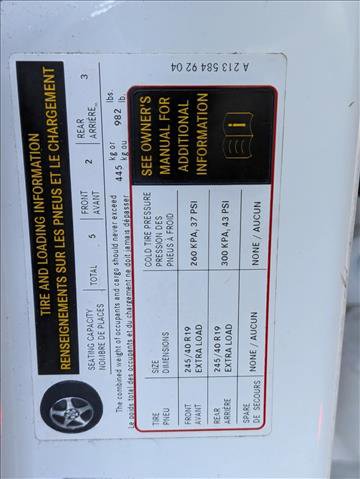 A 213 584 92 04
TIRE AND LOADING INFORMATION
RENSEIGNEMENTS SUR LES PNEUS ET LE CHARGEMENT
SEATING CAPACITY
NOMBRE DE PLACES
TOTAL 5
FRONT
AVANT 2
REAR
ARRIÈRE 3
The combined weight of occupants and cargo should never exceed 445 kg or 982 lbs.
Le poids total des occupants et du chargement ne doit jamais dépasser 445 kg ou 982 lb.
TIRE
PNEU
SIZE
DIMENSIONS
COLD TIRE PRESSURE
PRESSION DES
PNEUS À FROID
FRONT
AVANT
245/40 R19
EXTRA LOAD
260 KPA, 37 PSI
REAR
ARRIÈRE
245/40 R19
EXTRA LOAD
300 KPA, 43 PSI
SPARE
DE SECOURS
NONE / AUCUN
NONE / AUCUN
SEE OWNER'S
MANUAL FOR
ADDITIONAL
INFORMATION